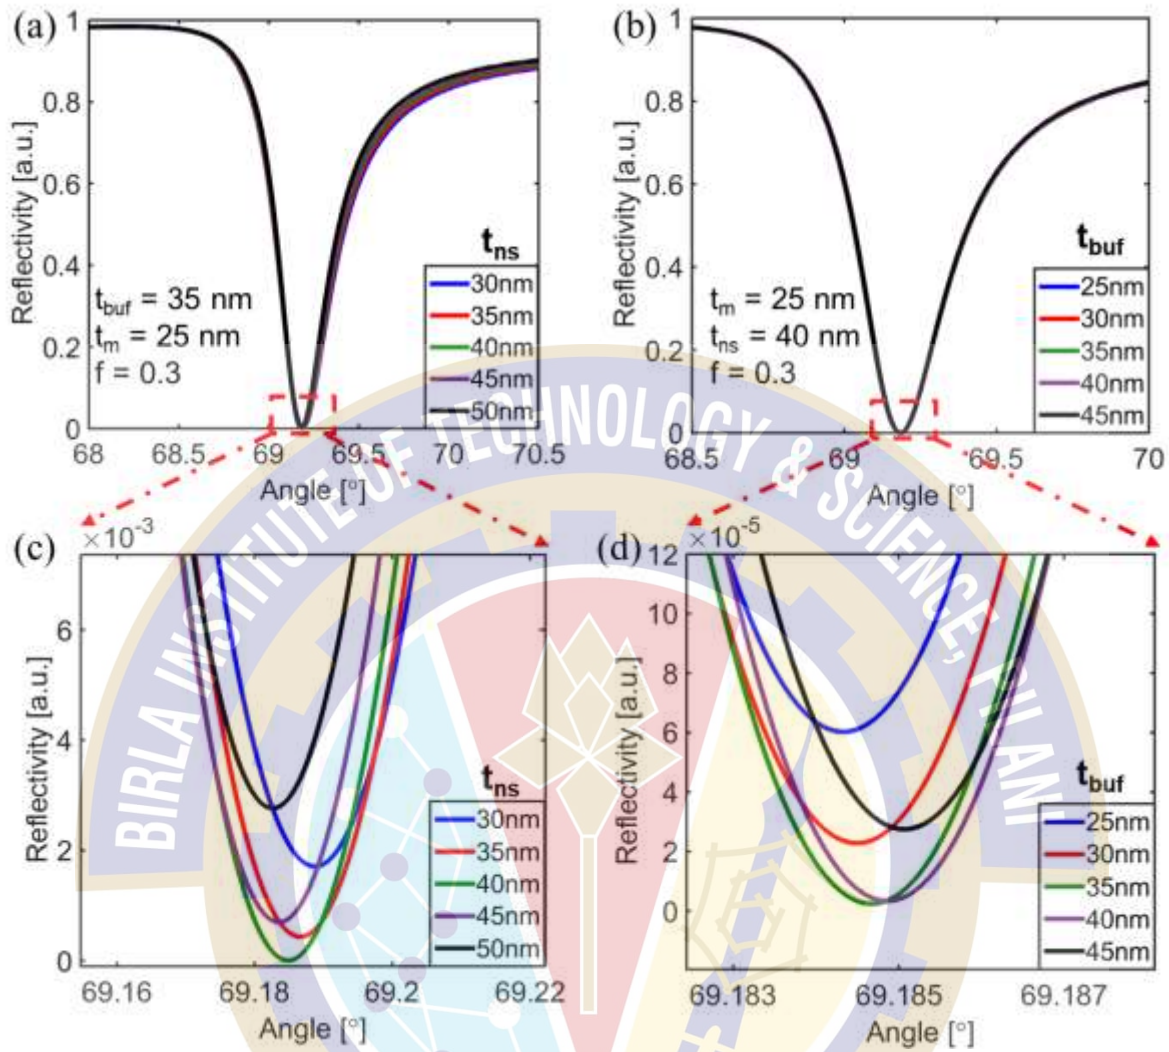 (a)
1
0.8
0.6
0.4
0.2
0
Reflectivity [a.u.]
t_buf = 35 nm
t_m = 25 nm
f = 0.3
t_ns
30nm
35nm
40nm
45nm
50nm
68 68.5 69 69.5 70 70.5
Angle [°]
(b)
1
0.8
0.6
0.4
0.2
0
Reflectivity [a.u.]
t_m = 25 nm
t_ns = 40 nm
f = 0.3
t_buf
25nm
30nm
35nm
40nm
45nm
68.5 69 69.5 70
Angle [°]
(c)
×10⁻³
6
4
2
0
Reflectivity [a.u.]
t_ns
30nm
35nm
40nm
45nm
50nm
69.16 69.18 69.2 69.22
Angle [°]
(d)
×10⁻⁵
12
10
8
6
4
2
0
Reflectivity [a.u.]
t_buf
25nm
30nm
35nm
40nm
45nm
69.183 69.185 69.187
Angle [°]
BIRLA INSTITUTE OF TECHNOLOGY & SCIENCE, PILANI